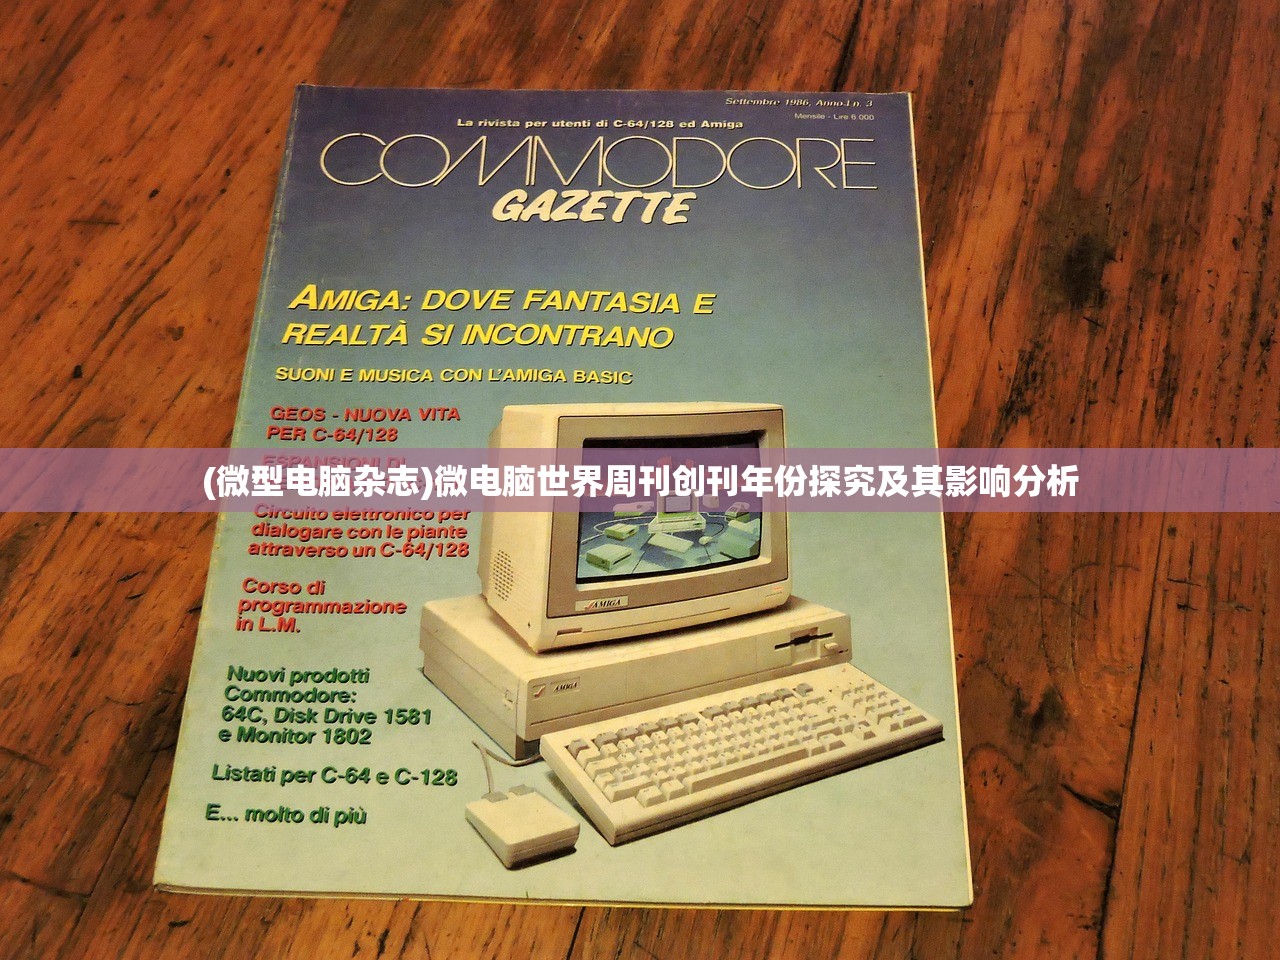 Settembre 1986, Anno I n. 3
Mensile - Lire 6.000
La rivista per utenti di C-64/128 ed Amiga
COMMODORE
GAZETTE
AMIGA: DOVE FANTASIA E
REALTÀ SI INCONTRANO
SUONI E MUSICA CON L'AMIGA BASIC
GEOS - NUOVA VITA
PER C-64/128
ESPANSIONI DI
(微型电脑杂志)微电脑世界周刊创刊年份探究及其影响分析
Circuito elettronico per
dialogare con le piante
attraverso un C-64/128
Corso di
programmazione
in L.M.
Nuovi prodotti
Commodore:
64C, Disk Drive 1581
e Monitor 1802
Listati per C-64 e C-128
E... molto di più
AMIGA
AMIGA